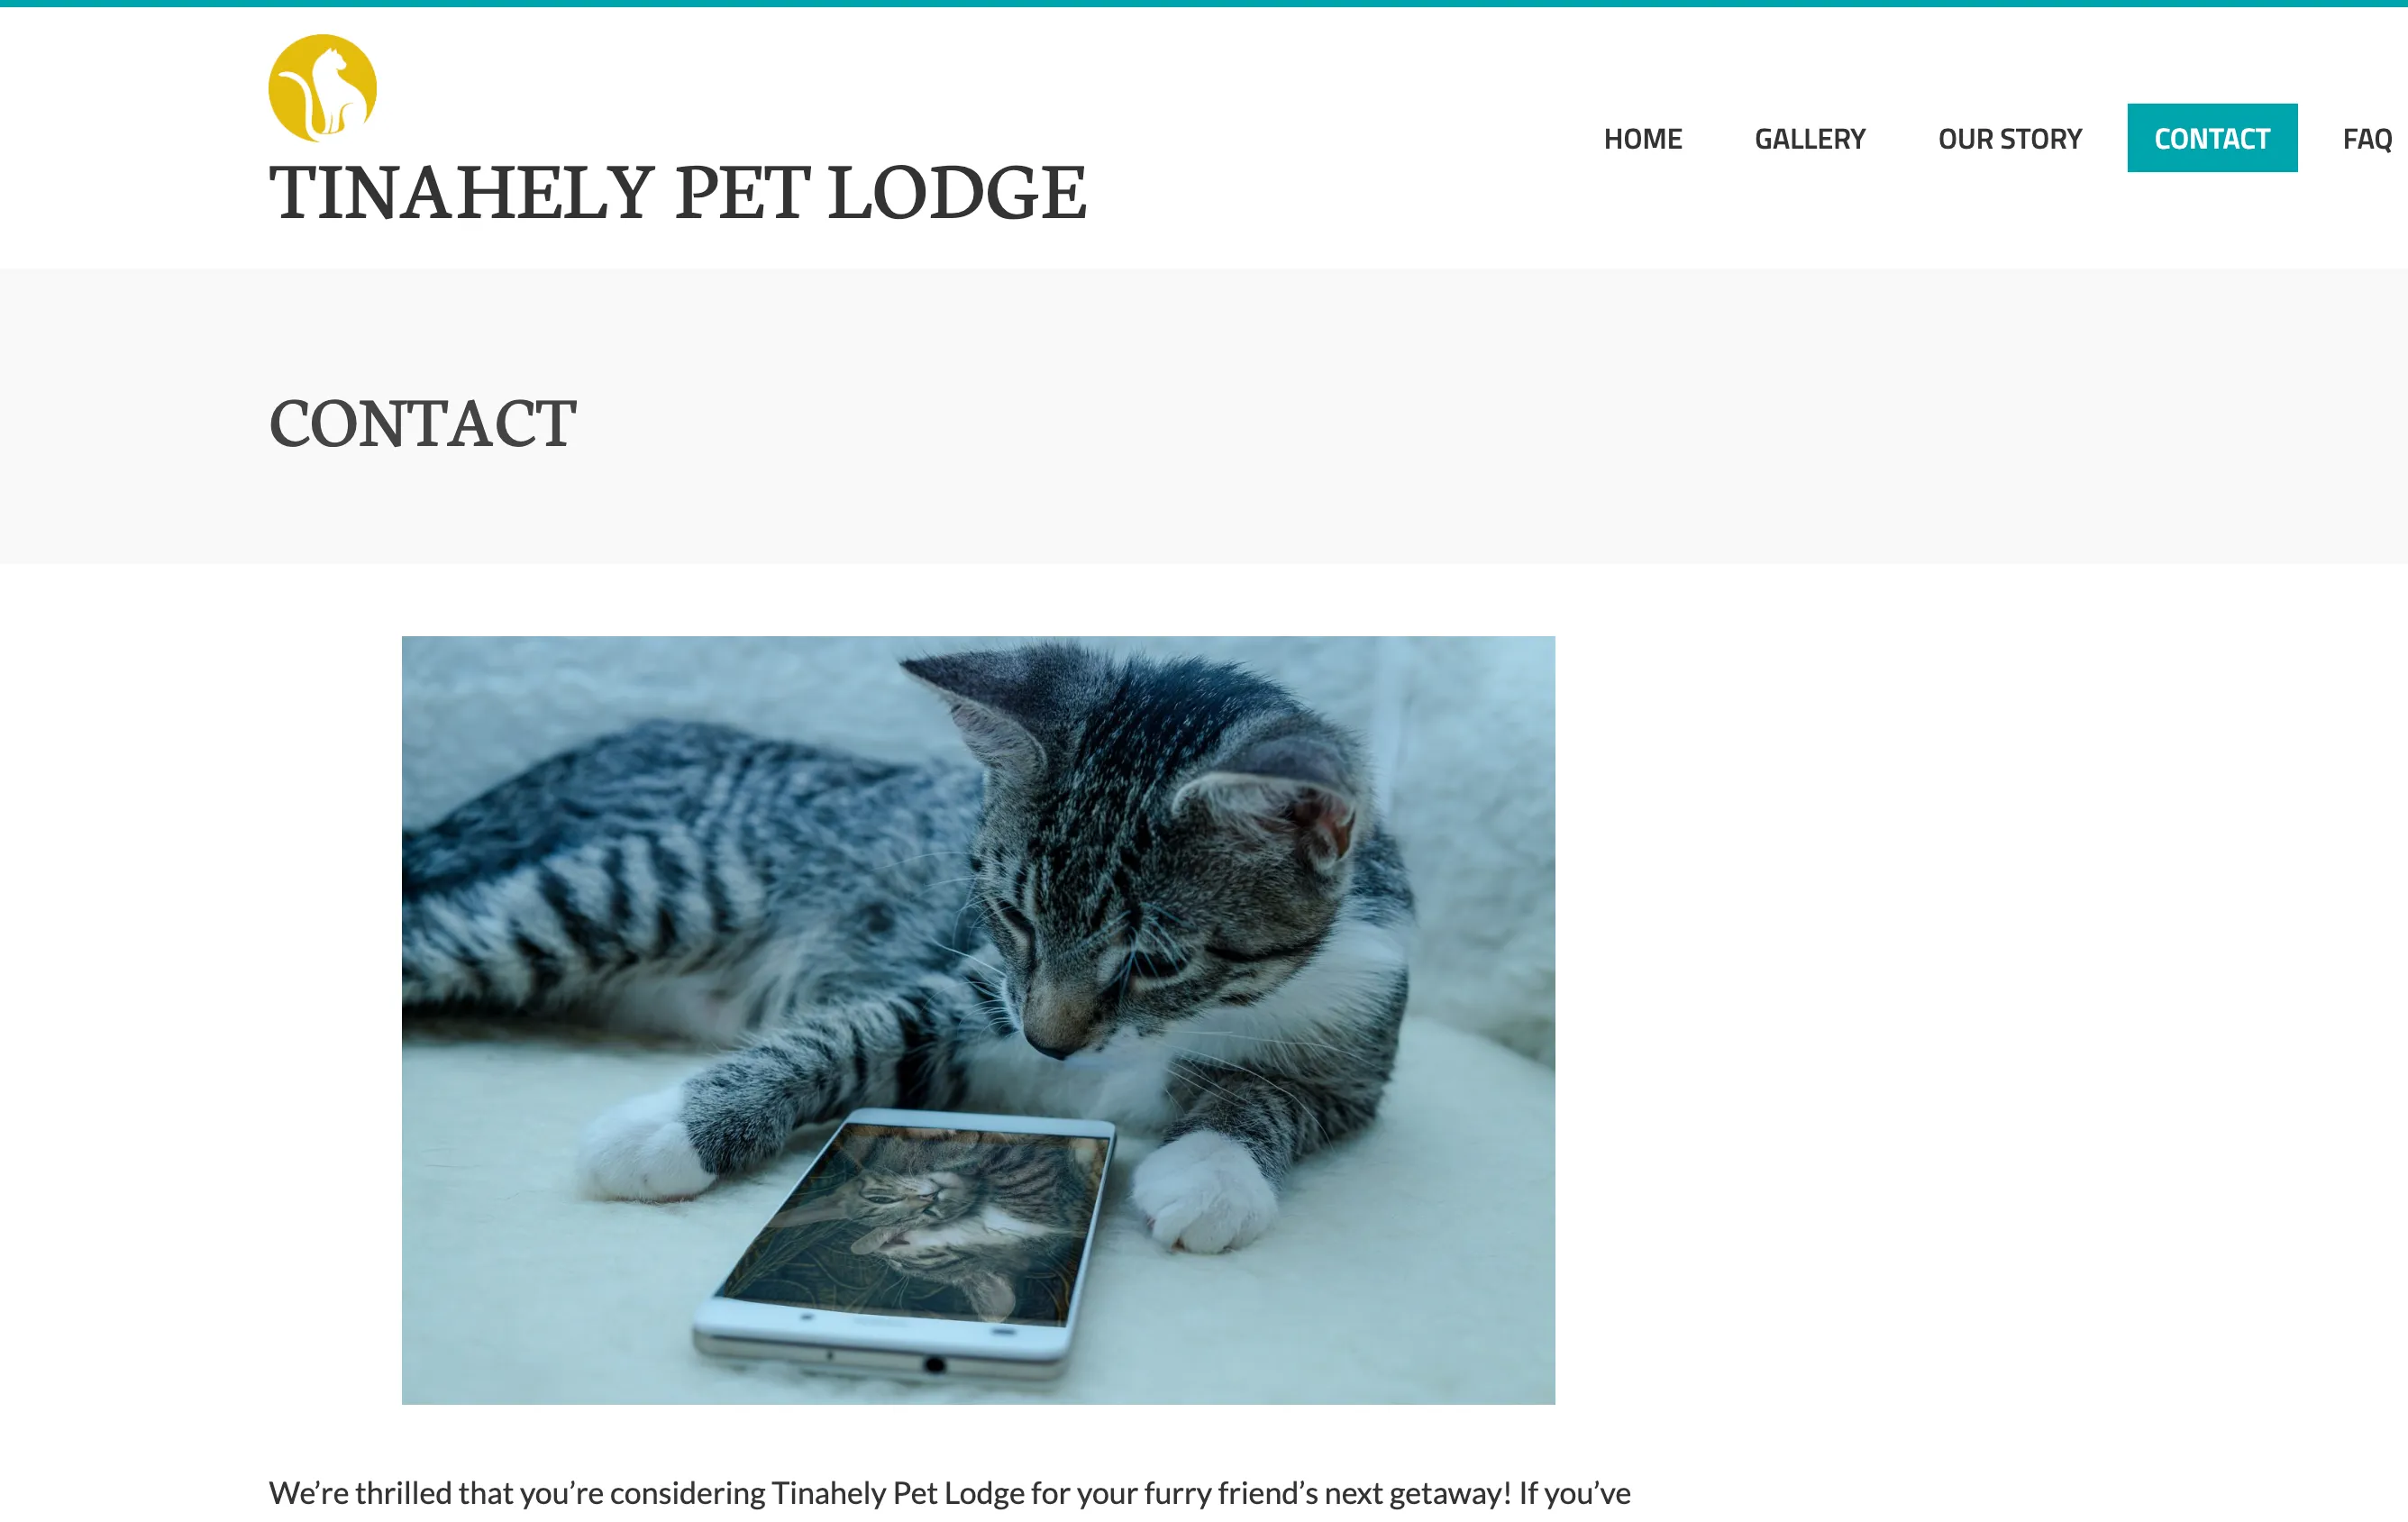 TINAHELY PET LODGE
HOME GALLERY OUR STORY CONTACT FAQ
CONTACT
We’re thrilled that you’re considering Tinahely Pet Lodge for your furry friend’s next getaway! If you’ve